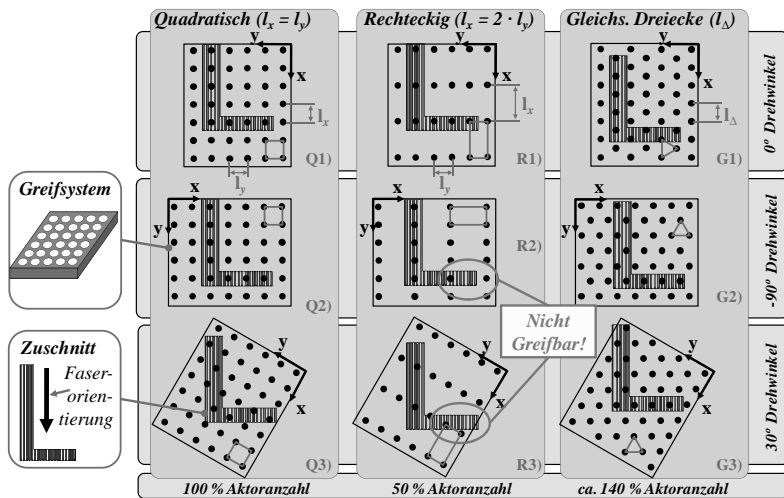 Quadratisch (lx = ly)
Rechteckig (lx = 2 · ly)
Gleichs. Dreiecke (lΔ)
y
x
lx
ly
Q1)
y
x
lx
ly
R1)
y
x
lΔ
G1)
0° Drehwinkel
Greifsystem
x
y
Q2)
x
y
R2)
x
y
G2)
-90° Drehwinkel
Nicht
Greifbar!
Zuschnitt
Faser-
orien-
tierung
y
x
Q3)
y
x
R3)
y
x
G3)
30° Drehwinkel
100 % Aktoranzahl
50 % Aktoranzahl
ca. 140 % Aktoranzahl